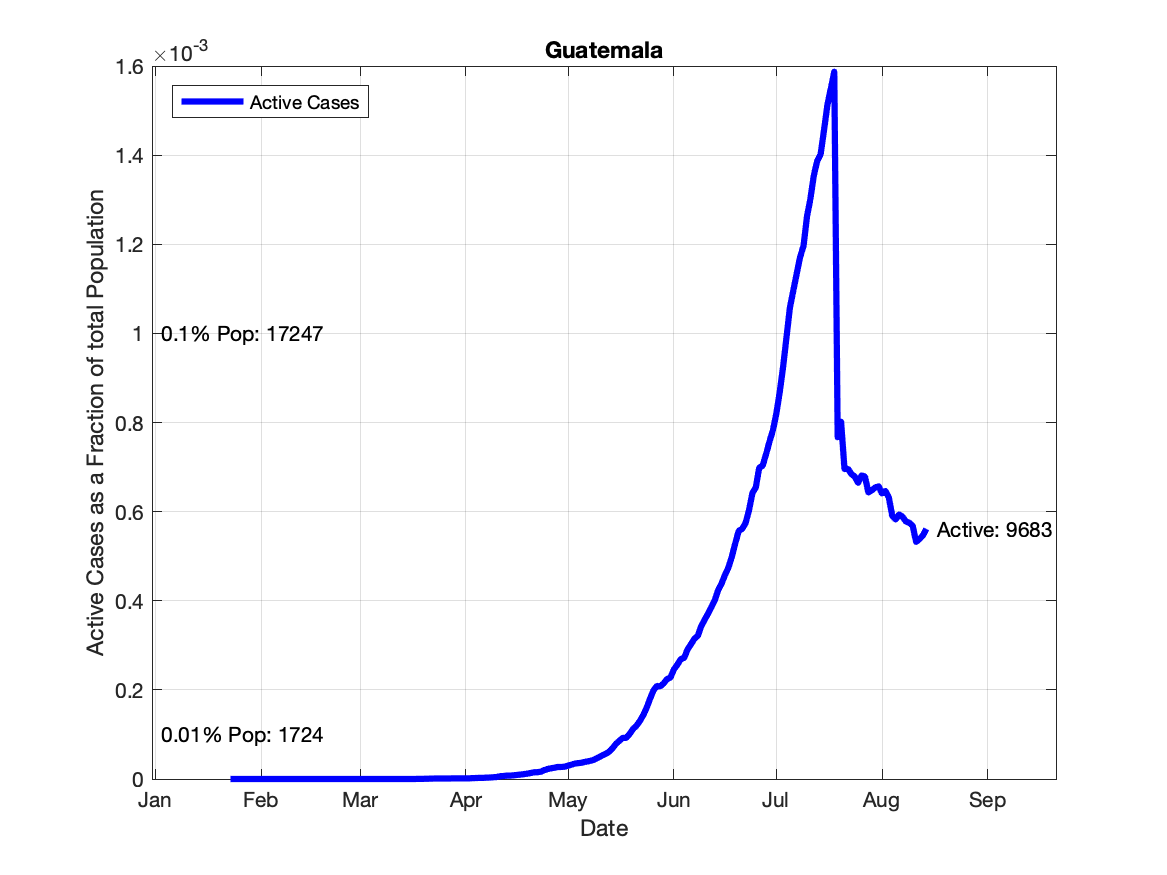 Guatemala
×10-3
1.6
1.4
1.2
1
0.8
0.6
0.4
0.2
0
Active Cases
0.1% Pop: 17247
0.01% Pop: 1724
Active: 9683
Active Cases as a Fraction of total Population
Jan Feb Mar Apr May Jun Jul Aug Sep
Date